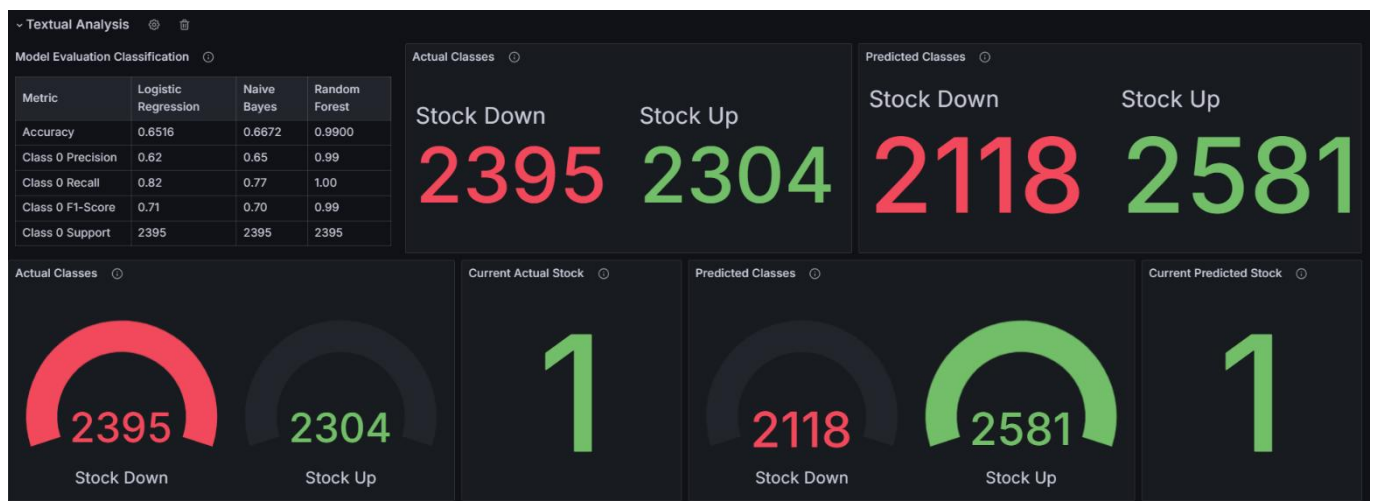 Textual Analysis
Model Evaluation Classification
Metric Logistic Regression Naive Bayes Random Forest
Accuracy 0.6516 0.6672 0.9900
Class 0 Precision 0.62 0.65 0.99
Class 0 Recall 0.82 0.77 1.00
Class 0 F1-Score 0.71 0.70 0.99
Class 0 Support 2395 2395 2395
Actual Classes
Stock Down Stock Up
2395 2304
Predicted Classes
Stock Down Stock Up
2118 2581
Actual Classes
2395 2304
Stock Down Stock Up
Current Actual Stock
1
Predicted Classes
2118 2581
Stock Down Stock Up
Current Predicted Stock
1